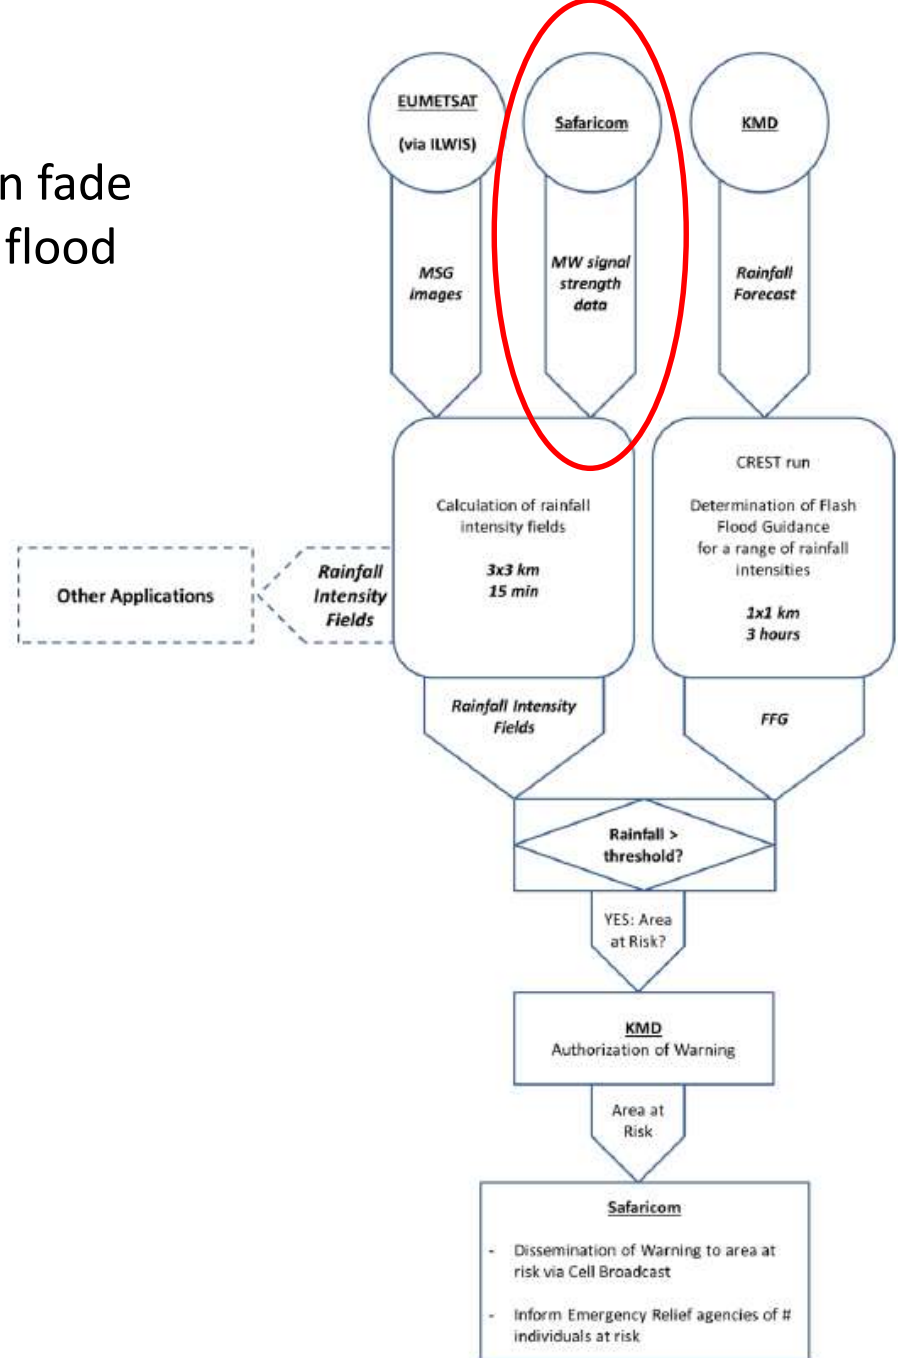 n fade
flood
EUMETSAT
(via ILWIS)
Safaricom
KMD
MSG
images
MW signal
strength
data
Rainfall
Forecast
Calculation of rainfall
intensity fields
3x3 km
15 min
CREST run
Determination of Flash
Flood Guidance
for a range of rainfall
intensities
1x1 km
3 hours
Other Applications
Rainfall
Intensity
Fields
Rainfall Intensity
Fields
FFG
Rainfall >
threshold?
YES: Area
at Risk?
KMD
Authorization of Warning
Area at
Risk
Safaricom
- Dissemination of Warning to area at
risk via Cell Broadcast
- Inform Emergency Relief agencies of #
individuals at risk